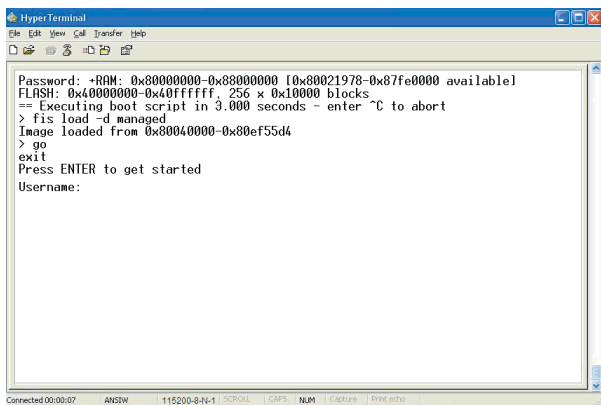 HyperTerminal
File Edit View Call Transfer Help
Password: +RAM: 0x80000000-0x88000000 [0x80021978-0x87fe0000 available]
FLASH: 0x40000000-0x40ffffff, 256 x 0x10000 blocks
== Executing boot script in 3.000 seconds - enter ^C to abort
> fis load -d managed
Image loaded from 0x80040000-0x80ef55d4
> go
exit
Press ENTER to get started
Username:
Connected 00:00:07 ANSIW 115200-8-N-1 SCROLL CAPS NUM Capture Print echo